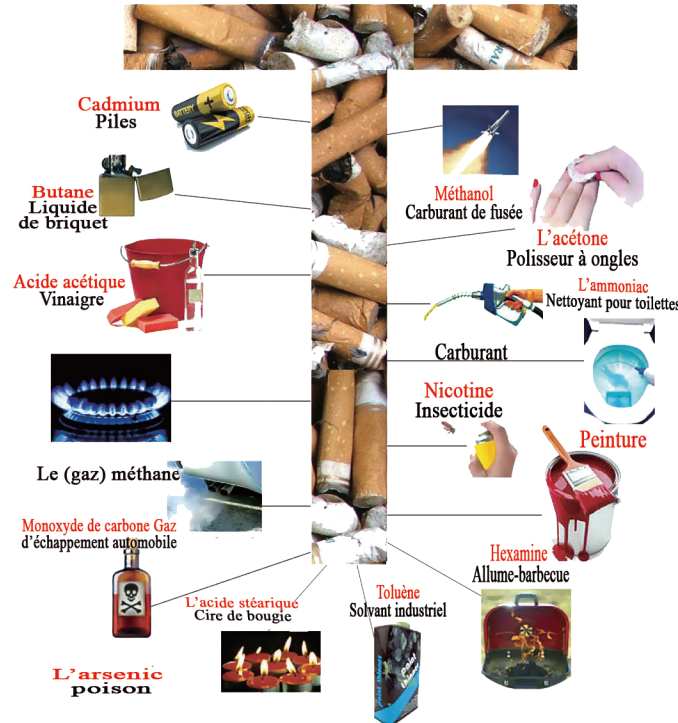 Cadmium
Piles
BATTERY
Butane
Liquide
de briquet
Acide acétique
Vinaigre
Le (gaz) méthane
Monoxyde de carbone Gaz
d'échappement automobile
L'arsenic
poison
L'acide stéarique
Cire de bougie
Toluène
Solvant industriel
Hexamine
Allume-barbecue
Peinture
Nicotine
Insecticide
Carburant
L'ammoniac
Nettoyant pour toilettes
L'acétone
Polisseur à ongles
Méthanol
Carburant de fusée